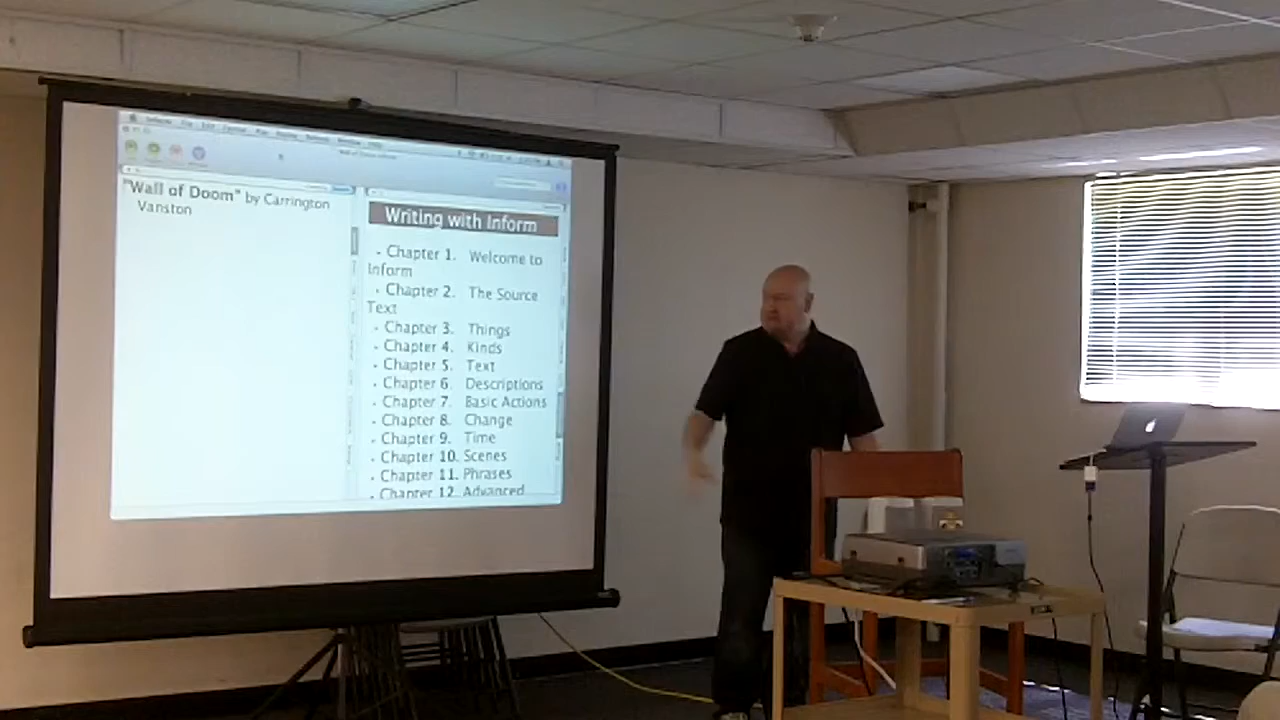 "Wall of Doom" by Carrington
Vanston
Writing with Inform
- Chapter 1. Welcome to
Inform
- Chapter 2. The Source
Text
- Chapter 3. Things
- Chapter 4. Kinds
- Chapter 5. Text
- Chapter 6. Descriptions
- Chapter 7. Basic Actions
- Chapter 8. Change
- Chapter 9. Time
- Chapter 10. Scenes
- Chapter 11. Phrases
- Chapter 12. Advanced